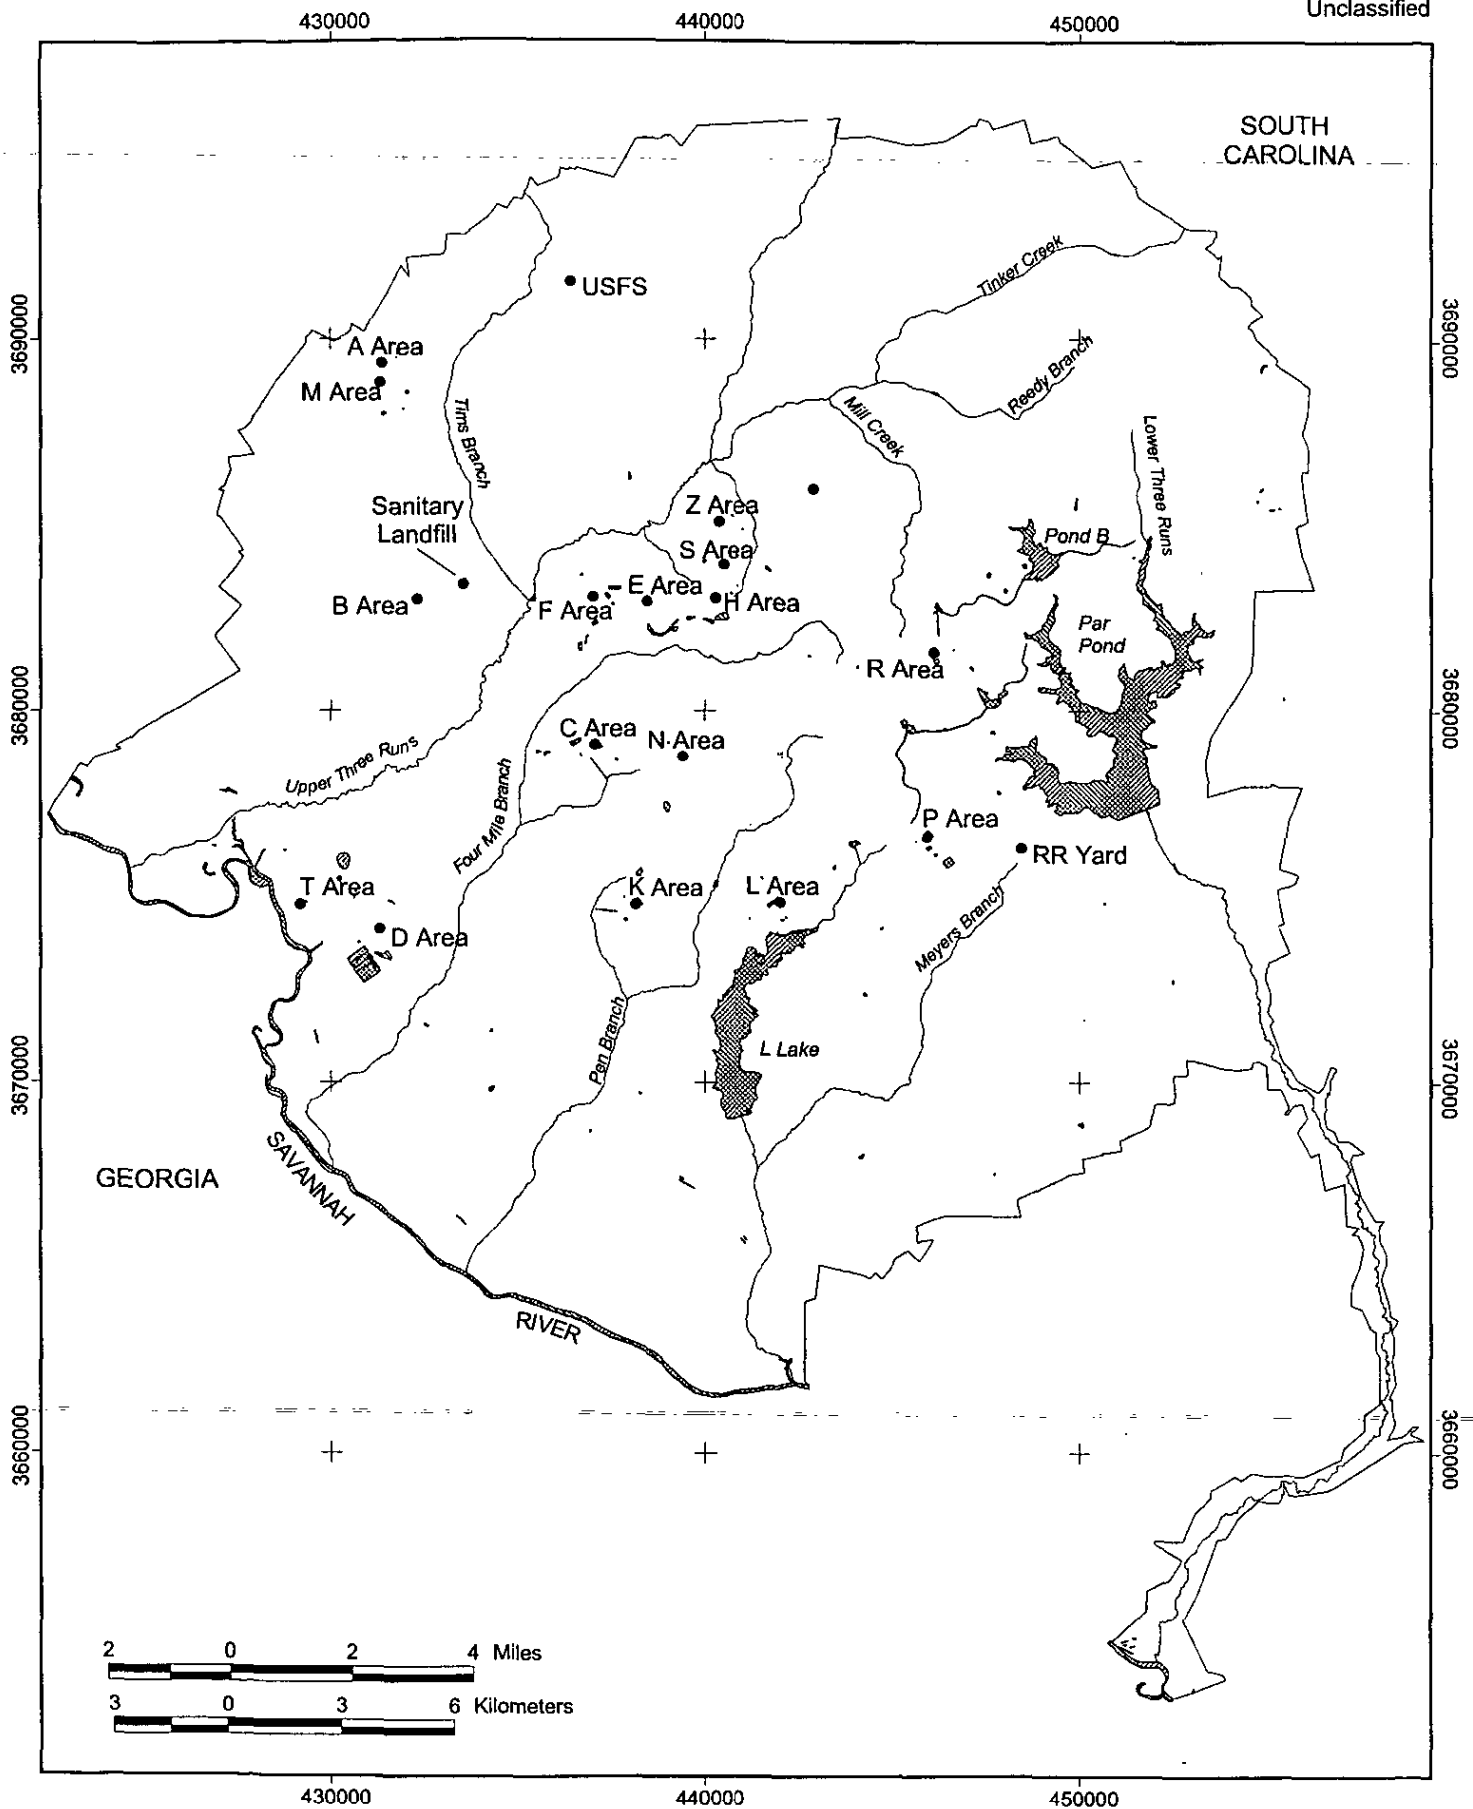 Unclassified
430000
440000
450000
SOUTH
CAROLINA
Tinker Creek
USFS
3690000
3690000
A Area
M Area
Reedy Branch
Mill Creek
Tims Branch
Lower Three Runs
Sanitary
Landfill
Z Area
Pond B
S Area
E Area
B Area
F Area
H Area
Par
Pond
R Area
3680000
3680000
C Area
N Area
Upper Three Runs
Four Mile Branch
P Area
RR Yard
T Area
K Area
L Area
D Area
Meyers Branch
Pen Branch
L Lake
3670000
3670000
GEORGIA
SAVANNAH
RIVER
3660000
3660000
2 0 2 4 Miles
3 0 3 6 Kilometers
430000
440000
450000